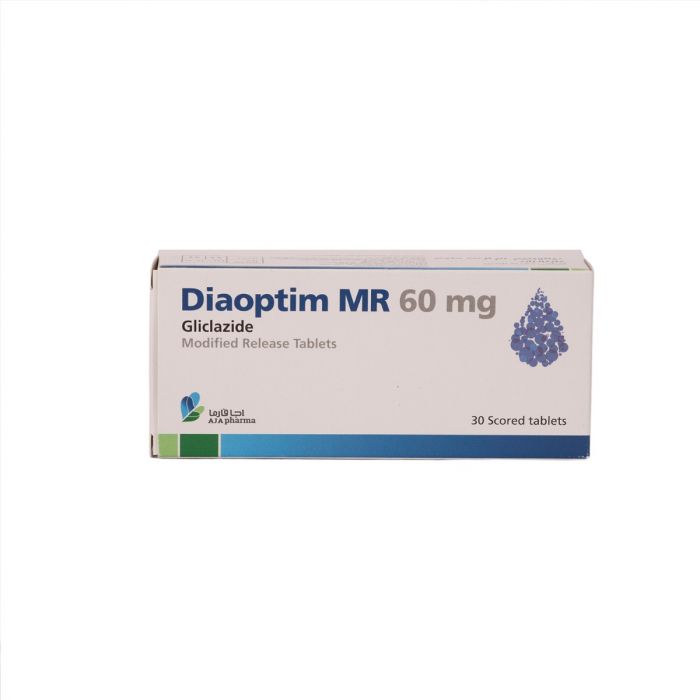 Diaoptim MR 60 mg
Gliclazide
Modified Release Tablets
اجا فارما
AJA pharma
30 Scored tablets